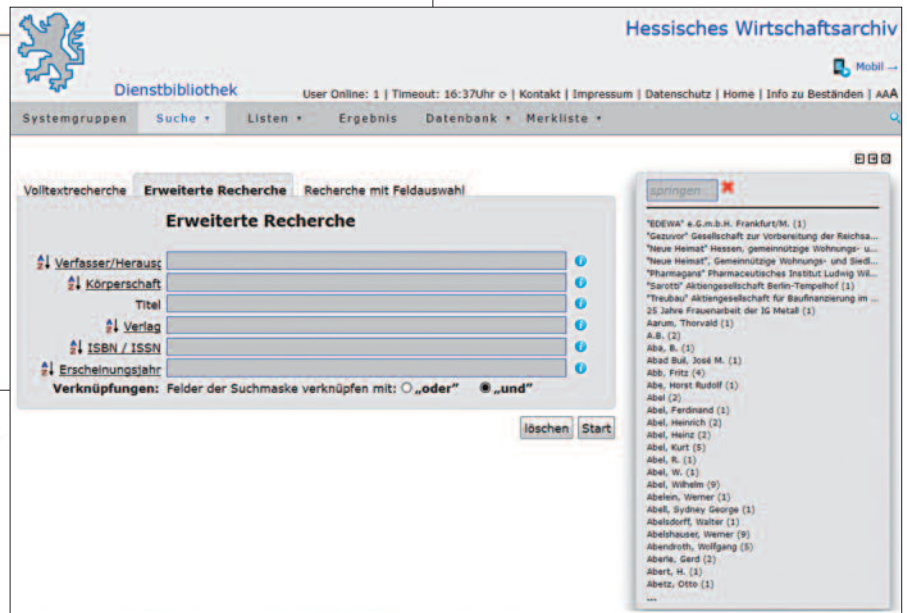 Hessisches Wirtschaftsarchiv
Mobil →
Dienstbibliothek
User Online: 1 | Timeout: 16:37Uhr | Kontakt | Impressum | Datenschutz | Home | Info zu Beständen | AAA
Systemgruppen Suche Listen Ergebnis Datenbank Merkliste
Volltextrecherche Erweiterte Recherche Recherche mit Feldauswahl
Erweiterte Recherche
Verfasser/Herausg
Körperschaft
Titel
Verlag
ISBN / ISSN
Erscheinungsjahr
Verknüpfungen: Felder der Suchmaske verknüpfen mit: „oder” „und”
löschen Start
springen...
"EDEWA" e.G.m.b.H. Frankfurt/M. (1)
"Gezuvor" Gesellschaft zur Vorbereitung der Reichsa...
"Neue Heimat" Hessen, gemeinnützige Wohnungs- u...
"Neue Heimat", Gemeinnützige Wohnungs- und Siedl...
"Pharmagans" Pharmaceutisches Institut Ludwig Wil...
"Sarotti" Aktiengesellschaft Berlin-Tempelhof (1)
"Treubau" Aktiengesellschaft für Baufinanzierung im ...
25 Jahre Frauenarbeit der IG Metall (1)
Aarum, Thorvald (1)
A.B. (2)
Aba, B. (1)
Abad Buil, José M. (1)
Abb, Fritz (4)
Abe, Horst Rudolf (1)
Abel (2)
Abel, Ferdinand (1)
Abel, Heinrich (2)
Abel, Heinz (2)
Abel, Kurt (5)
Abel, R. (1)
Abel, W. (1)
Abel, Wilhelm (9)
Abelein, Werner (1)
Abell, Sydney George (1)
Abelsdorff, Walter (1)
Abelshauser, Werner (9)
Abendroth, Wolfgang (5)
Aberle, Gerd (2)
Abert, H. (1)
Abetz, Otto (1)
...